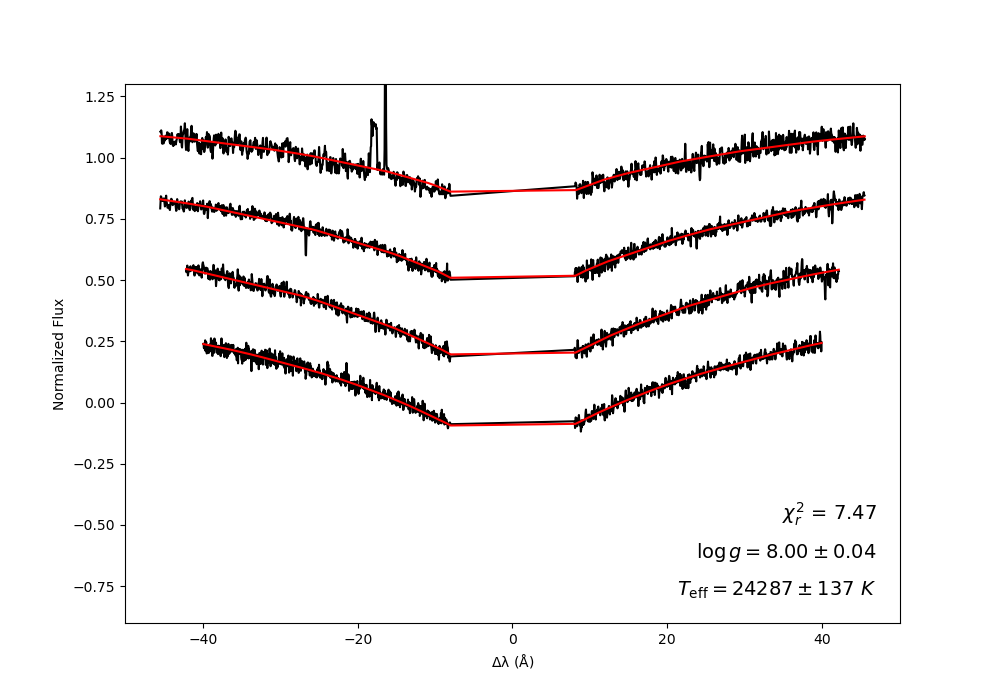 1.25
1.00
0.75
0.50
0.25
0.00
−0.25
−0.50
−0.75
Normalized Flux
χ²ᵣ = 7.47
log g = 8.00 ± 0.04
T_eff = 24287 ± 137 K
−40 −20 0 20 40
Δλ (Å)